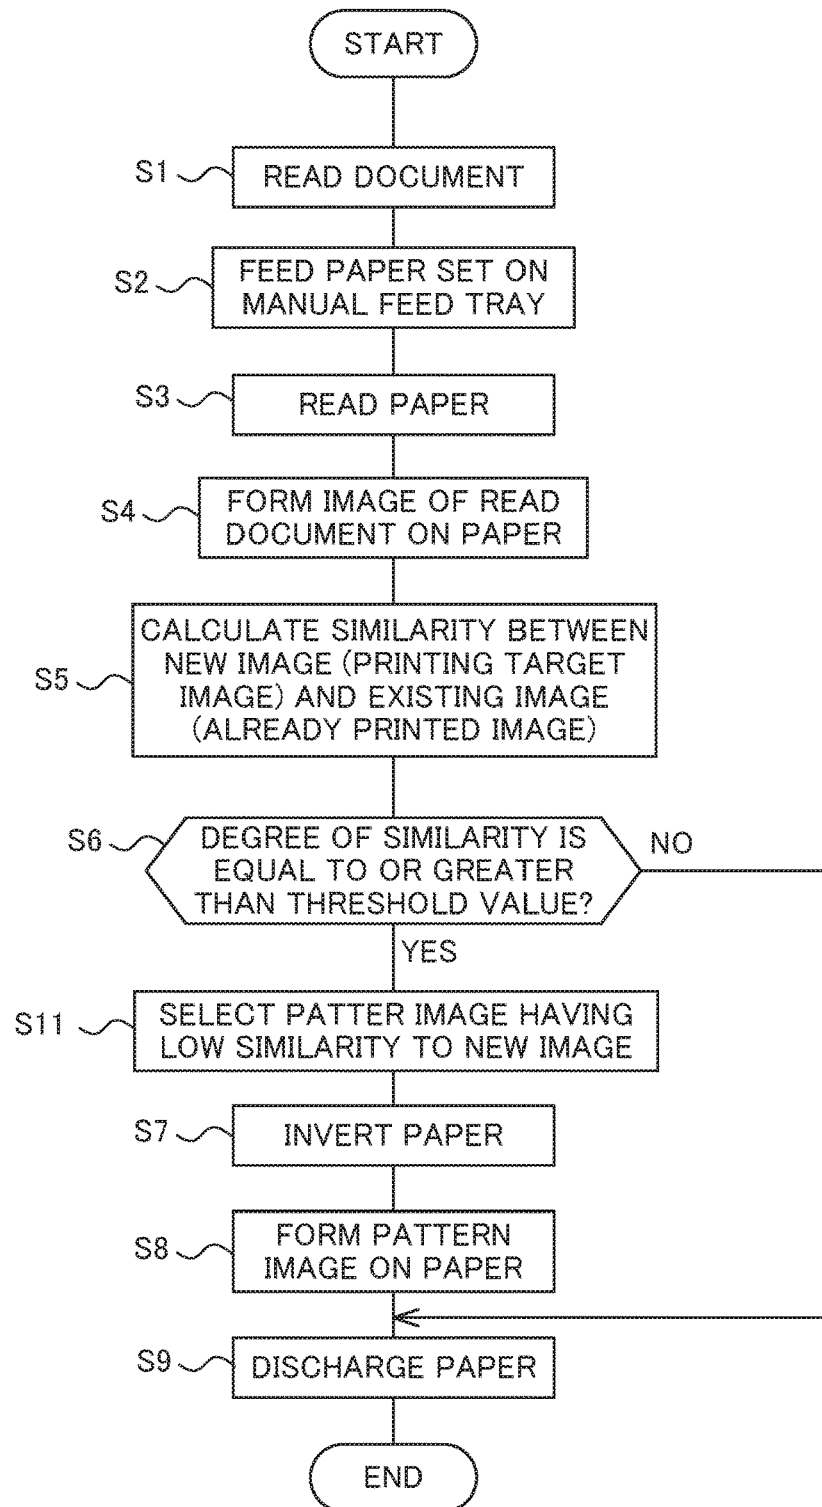 START
S1
READ DOCUMENT
S2
FEED PAPER SET ON
MANUAL FEED TRAY
S3
READ PAPER
S4
FORM IMAGE OF READ
DOCUMENT ON PAPER
S5
CALCULATE SIMILARITY BETWEEN
NEW IMAGE (PRINTING TARGET
IMAGE) AND EXISTING IMAGE
(ALREADY PRINTED IMAGE)
S6
DEGREE OF SIMILARITY IS
EQUAL TO OR GREATER
THAN THRESHOLD VALUE?
NO
YES
S11
SELECT PATTER IMAGE HAVING
LOW SIMILARITY TO NEW IMAGE
S7
INVERT PAPER
S8
FORM PATTERN
IMAGE ON PAPER
S9
DISCHARGE PAPER
END